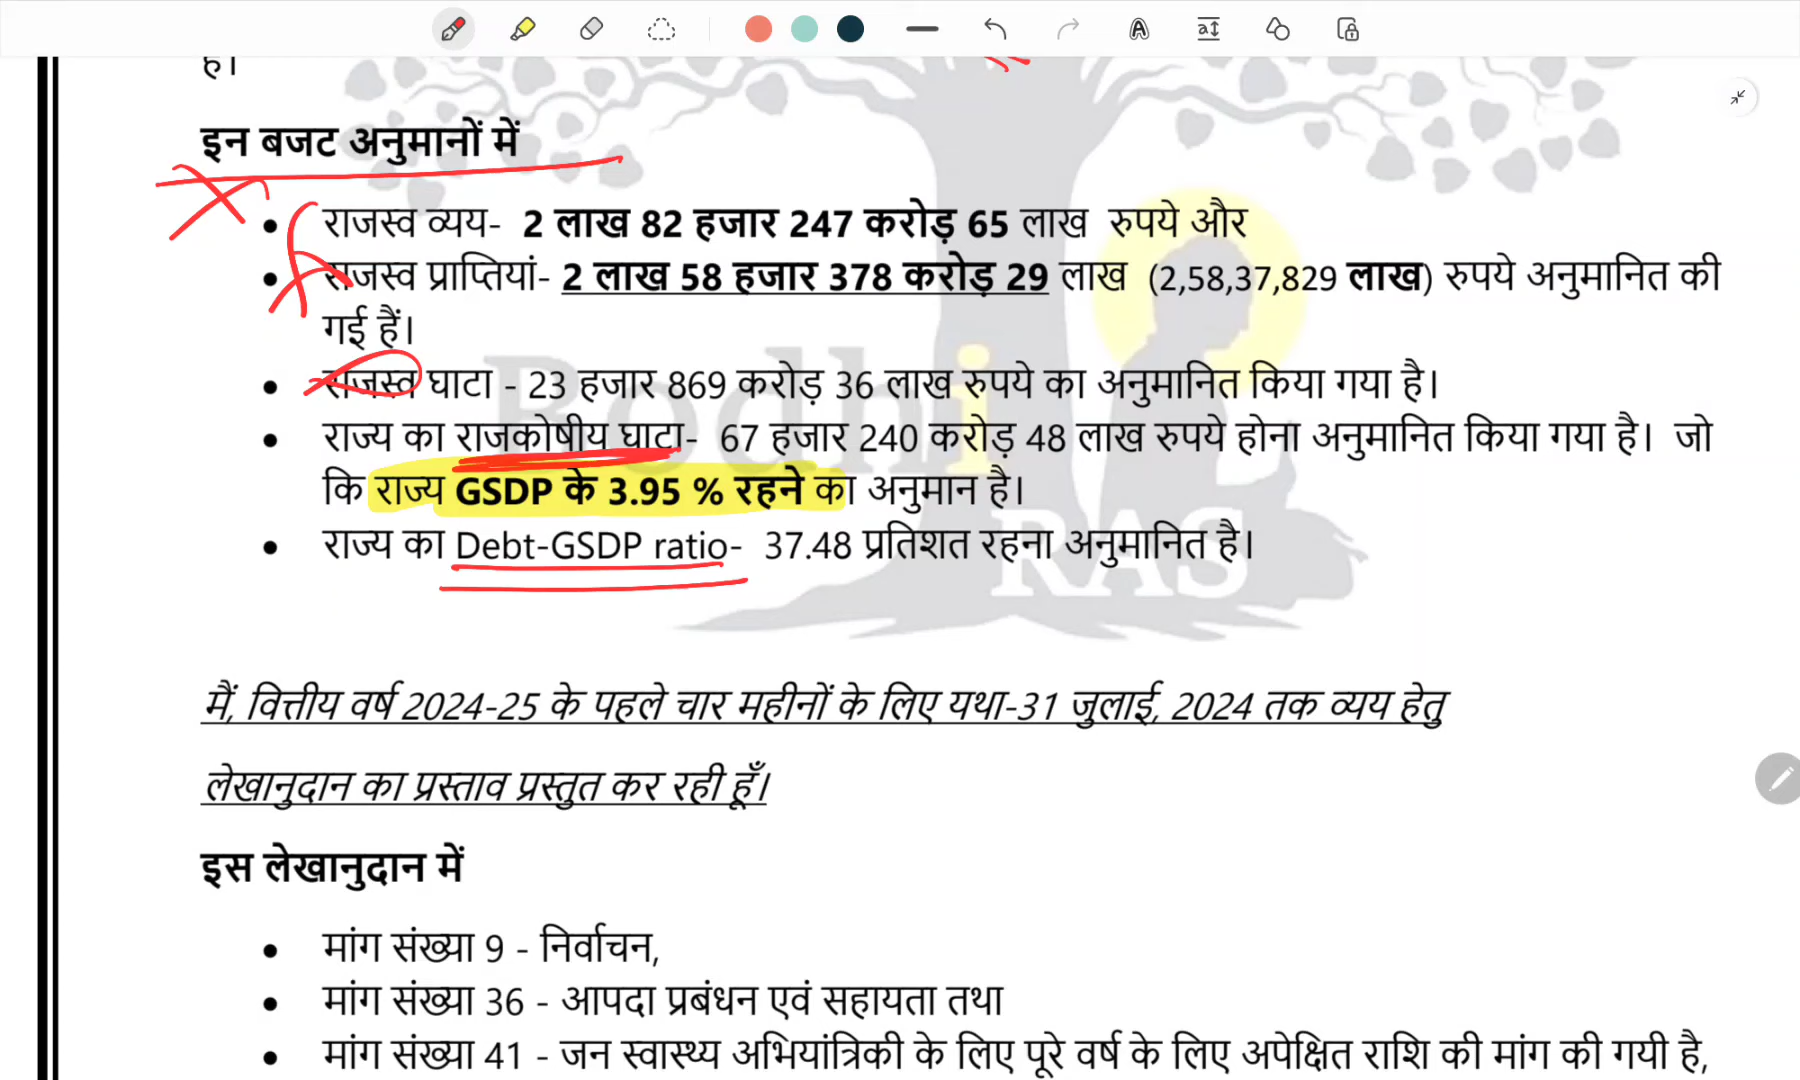 है।
इन बजट अनुमानों में
• राजस्व व्यय- 2 लाख 82 हजार 247 करोड़ 65 लाख रुपये और
• राजस्व प्राप्तियां- 2 लाख 58 हजार 378 करोड़ 29 लाख (2,58,37,829 लाख) रुपये अनुमानित की
गई हैं।
• राजस्व घाटा - 23 हजार 869 करोड़ 36 लाख रुपये का अनुमानित किया गया है।
• राज्य का राजकोषीय घाटा- 67 हजार 240 करोड़ 48 लाख रुपये होना अनुमानित किया गया है। जो
कि राज्य GSDP के 3.95 % रहने का अनुमान है।
• राज्य का Debt-GSDP ratio- 37.48 प्रतिशत रहना अनुमानित है।
Bodhi
RAS
मैं, वित्तीय वर्ष 2024-25 के पहले चार महीनों के लिए यथा-31 जुलाई, 2024 तक व्यय हेतु
लेखानुदान का प्रस्ताव प्रस्तुत कर रही हूँ।
इस लेखानुदान में
• मांग संख्या 9 - निर्वाचन,
• मांग संख्या 36 - आपदा प्रबंधन एवं सहायता तथा
• मांग संख्या 41 - जन स्वास्थ्य अभियांत्रिकी के लिए पूरे वर्ष के लिए अपेक्षित राशि की मांग की गयी है,